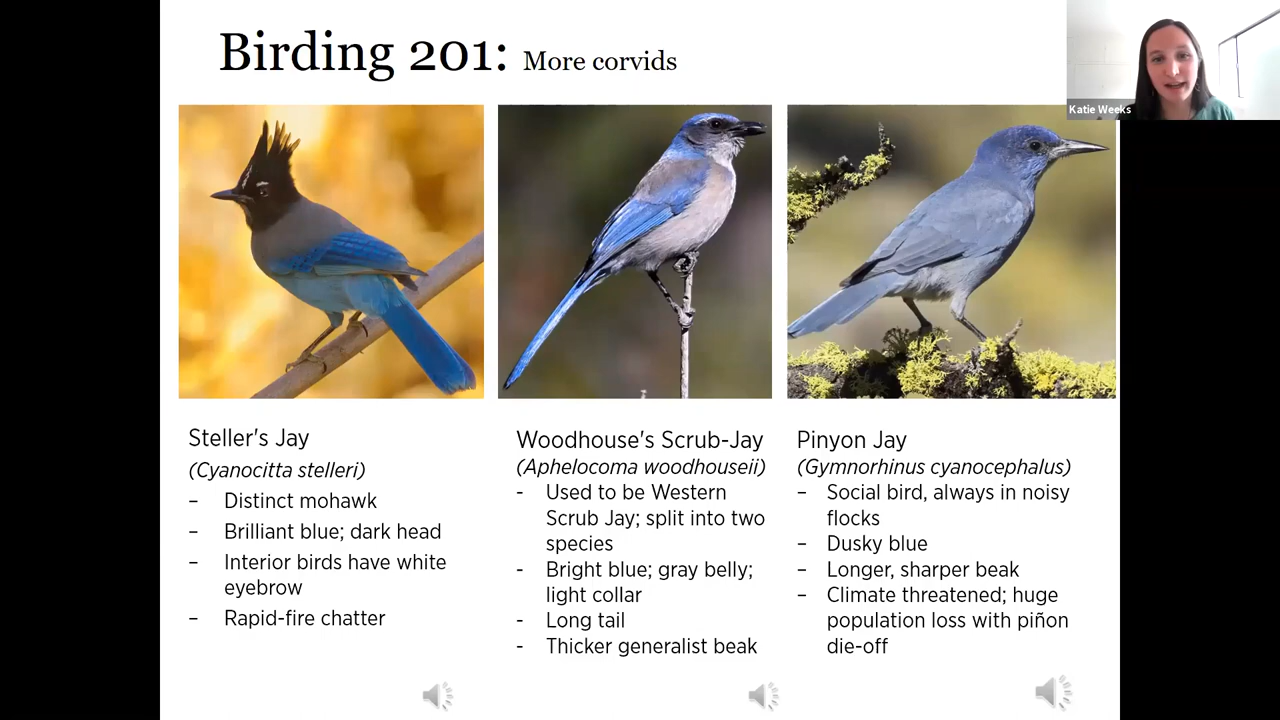 Birding 201: More corvids
Katie Weeks
Steller's Jay
(Cyanocitta stelleri)
– Distinct mohawk
– Brilliant blue; dark head
– Interior birds have white
eyebrow
– Rapid-fire chatter
Woodhouse's Scrub-Jay
(Aphelocoma woodhouseii)
- Used to be Western
Scrub Jay; split into two
species
- Bright blue; gray belly;
light collar
- Long tail
- Thicker generalist beak
Pinyon Jay
(Gymnorhinus cyanocephalus)
– Social bird, always in noisy
flocks
– Dusky blue
– Longer, sharper beak
– Climate threatened; huge
population loss with piñon
die-off